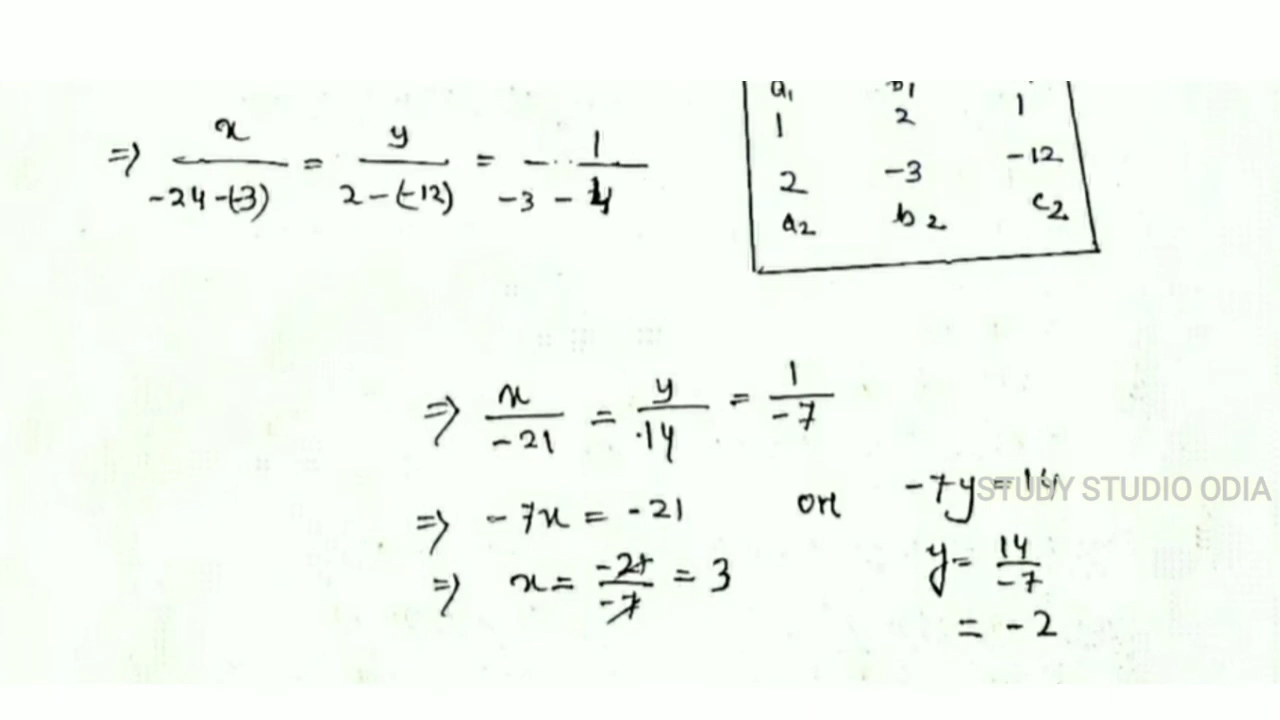 a₁ b₁
1 2 1
2 -3 -12
a₂ b₂ c₂
⇒ x/(-24-(-3)) = y/(2-(-12)) = 1/(-3-4)
⇒ x/-21 = y/14 = 1/-7
⇒ -7x = -21 or -7y = 14
⇒ x = -21/-7 = 3 y = 14/-7
= -2
STUDY STUDIO ODIA